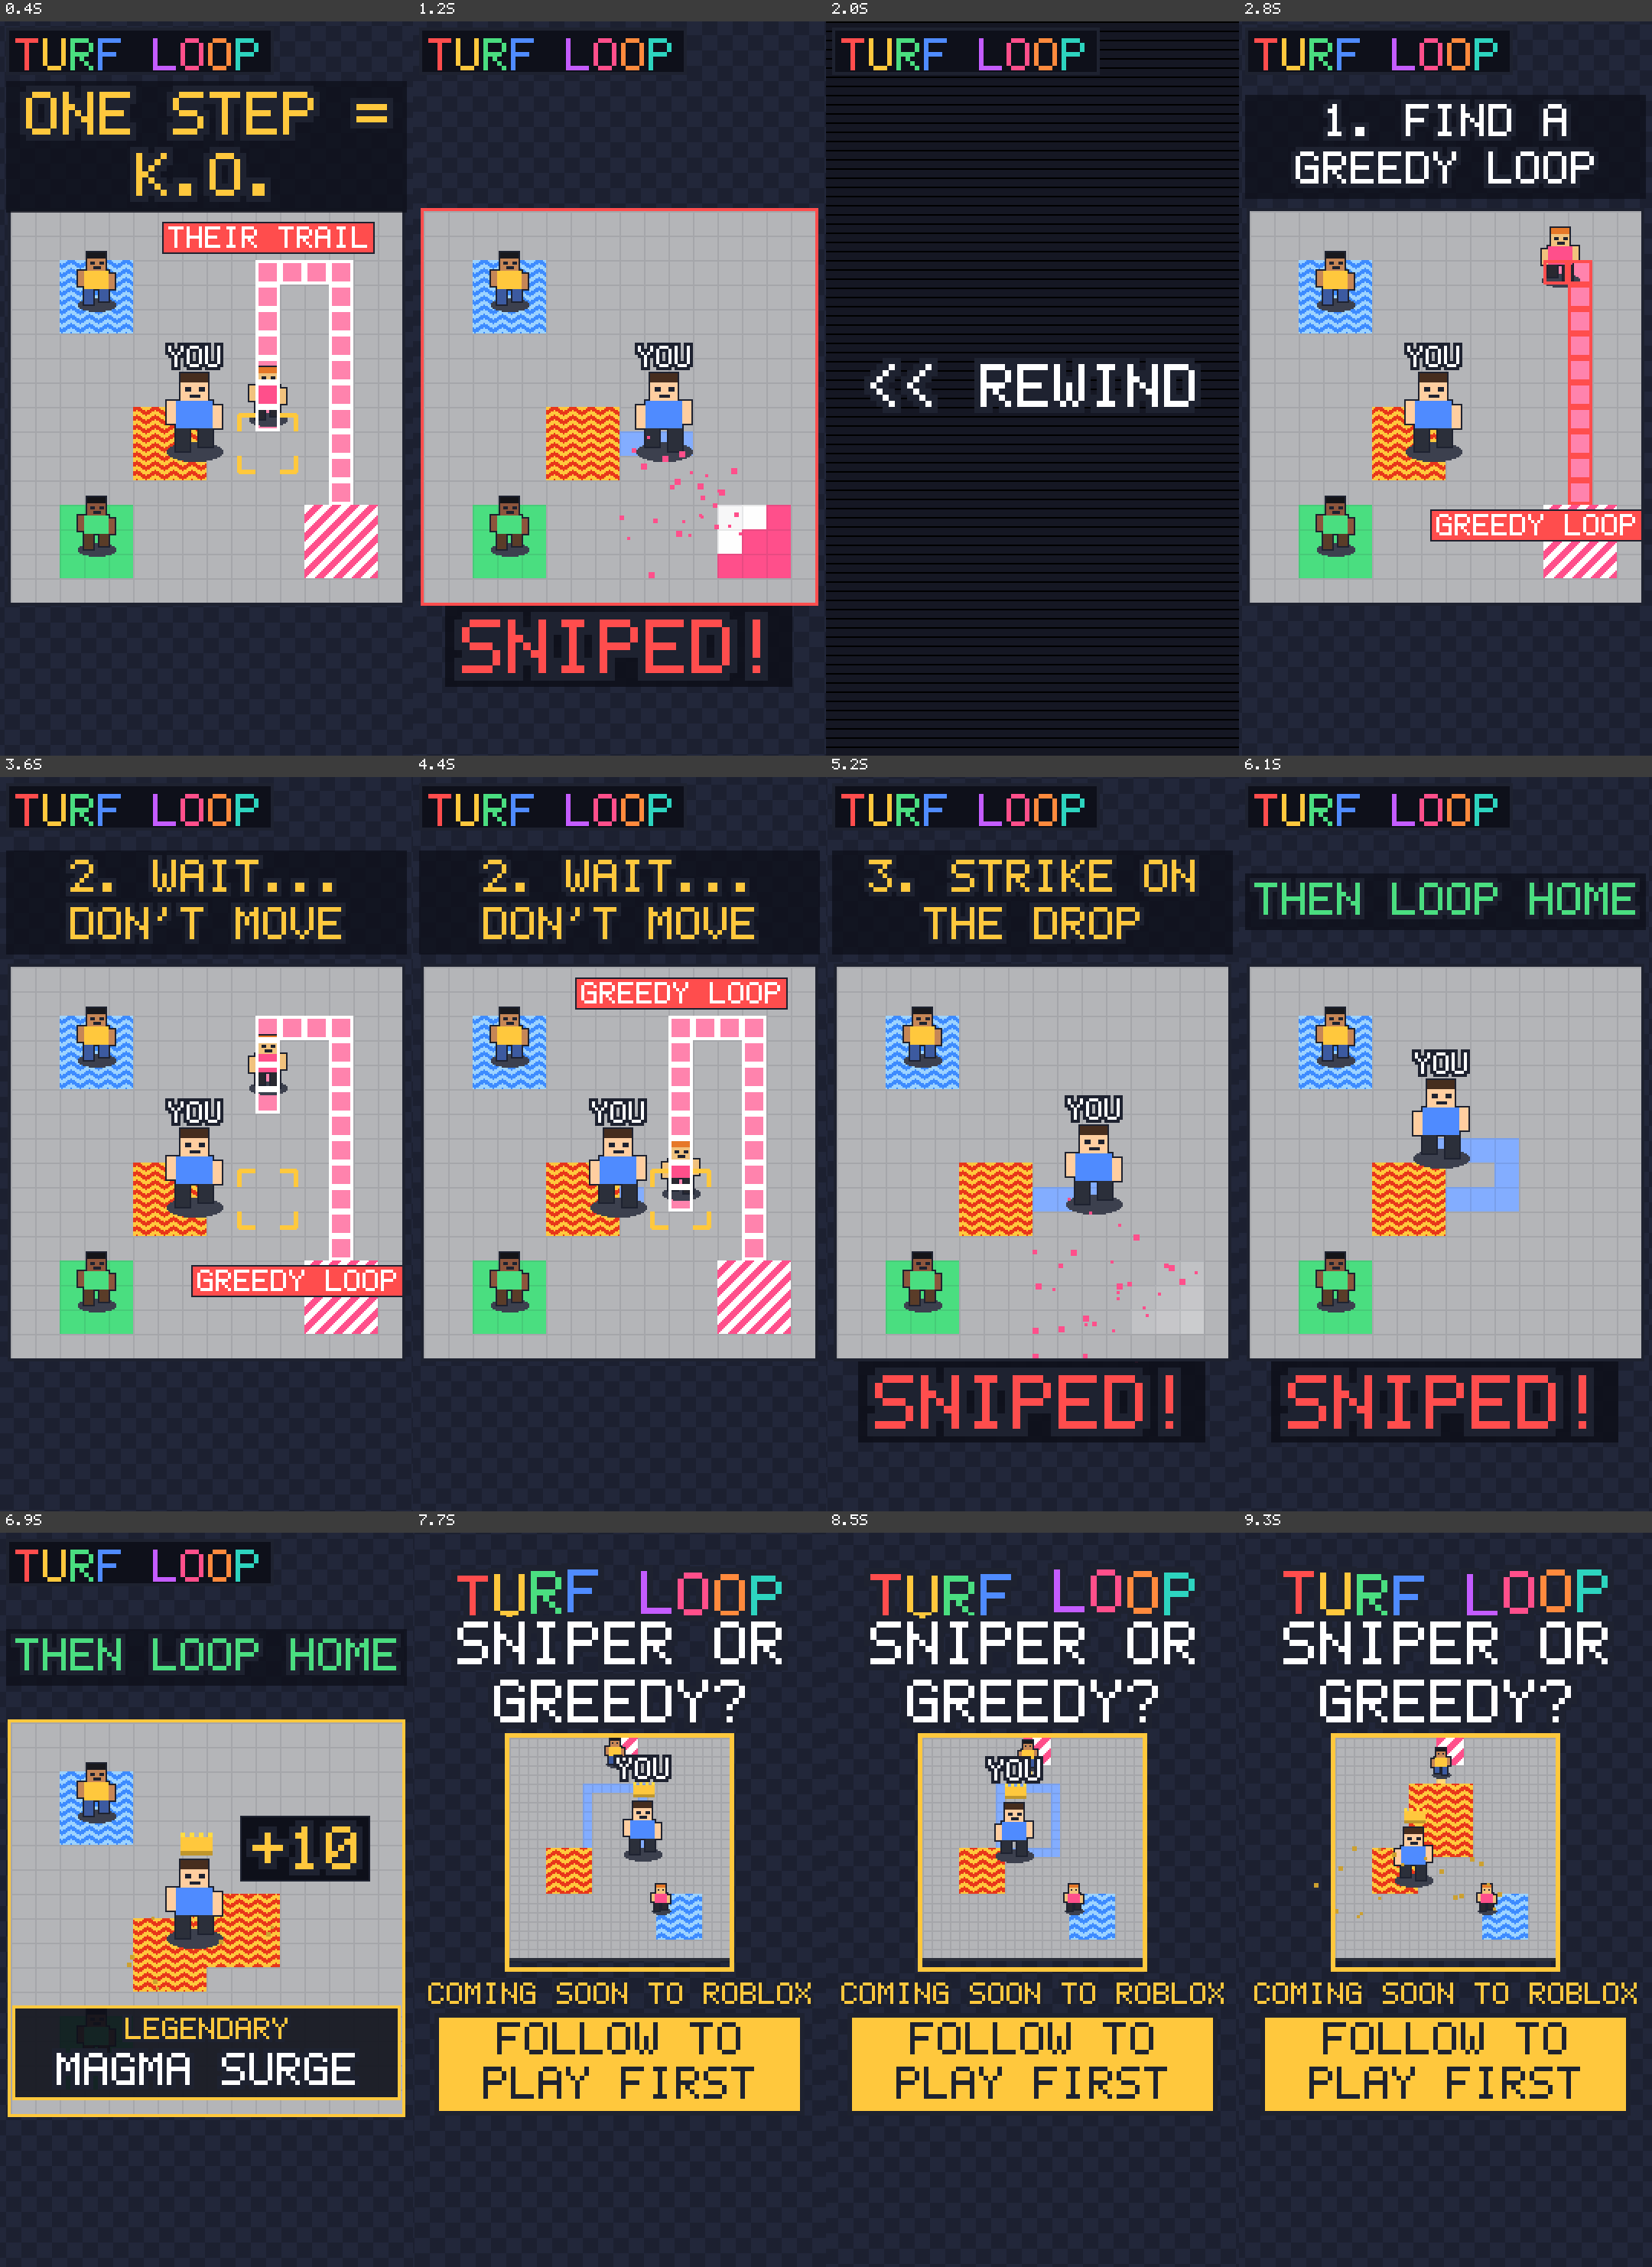 0.4S
TURF LOOP
ONE STEP =
K.O.
THEIR TRAIL
YOU
1.2S
TURF LOOP
YOU
SNIPED!
2.0S
TURF LOOP
<< REWIND
2.8S
TURF LOOP
1. FIND A
GREEDY LOOP
YOU
GREEDY LOOP
3.6S
TURF LOOP
2. WAIT...
DON'T MOVE
YOU
GREEDY LOOP
4.4S
TURF LOOP
2. WAIT...
DON'T MOVE
GREEDY LOOP
YOU
5.2S
TURF LOOP
3. STRIKE ON
THE DROP
YOU
SNIPED!
6.1S
TURF LOOP
THEN LOOP HOME
YOU
SNIPED!
6.9S
TURF LOOP
THEN LOOP HOME
+10
LEGENDARY
MAGMA SURGE
7.7S
TURF LOOP
SNIPER OR
GREEDY?
YOU
COMING SOON TO ROBLOX
FOLLOW TO
PLAY FIRST
8.5S
TURF LOOP
SNIPER OR
GREEDY?
YOU
COMING SOON TO ROBLOX
FOLLOW TO
PLAY FIRST
9.3S
TURF LOOP
SNIPER OR
GREEDY?
COMING SOON TO ROBLOX
FOLLOW TO
PLAY FIRST